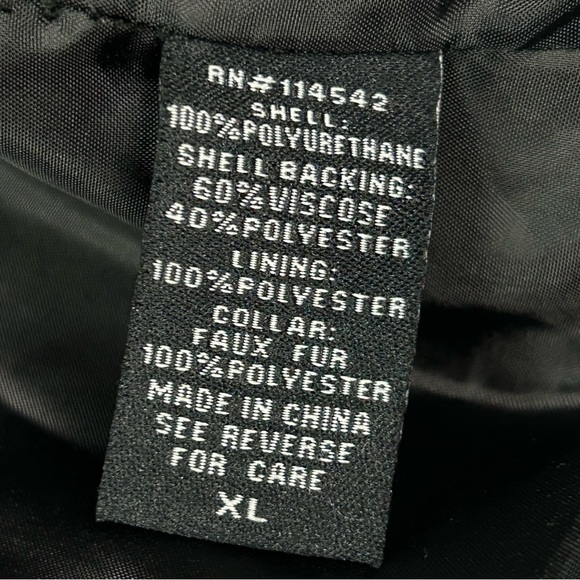 RN#114542
SHELL:
100%POLYURETHANE
SHELL BACKING:
60%VISCOSE
40%POLYESTER
LINING:
100%POLYESTER
COLLAR:
FAUX FUR
100%POLYESTER
MADE IN CHINA
SEE REVERSE
FOR CARE
XL